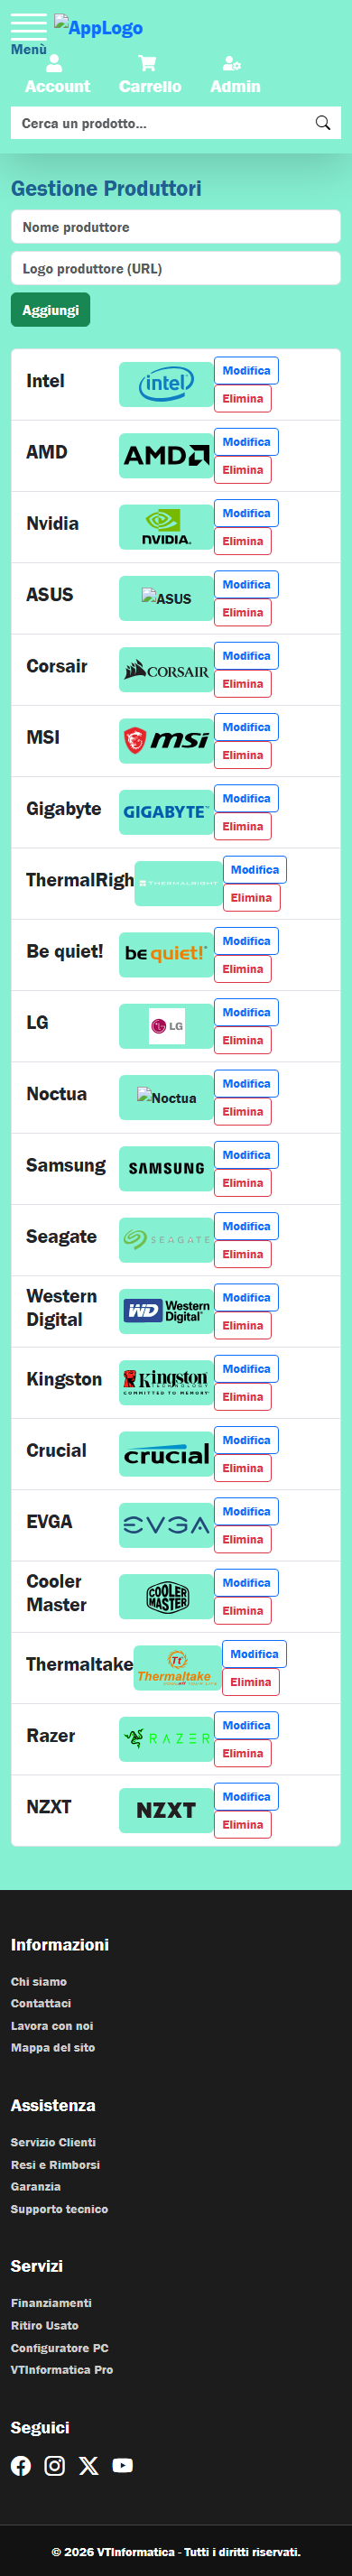 AppLogo
Menù
Account Carrello Admin
Cerca un prodotto...
Gestione Produttori
Nome produttore
Logo produttore (URL)
Aggiungi
Intel
intel
Modifica
Elimina
AMD
AMD
Modifica
Elimina
Nvidia
NVIDIA.
Modifica
Elimina
ASUS
ASUS
Modifica
Elimina
Corsair
CORSAIR
Modifica
Elimina
MSI
msi
Modifica
Elimina
Gigabyte
GIGABYTE™
Modifica
Elimina
ThermalRigh
THERMALRIGHT
Modifica
Elimina
Be quiet!
be quiet!
Modifica
Elimina
LG
LG
Modifica
Elimina
Noctua
Noctua
Modifica
Elimina
Samsung
SAMSUNG
Modifica
Elimina
Seagate
SEAGATE
Modifica
Elimina
Western
Digital
WD Western
Digital®
Modifica
Elimina
Kingston
Kingston
TECHNOLOGY
COMMITTED TO MEMORY
Modifica
Elimina
Crucial
crucial
Modifica
Elimina
EVGA
EVGA
Modifica
Elimina
Cooler
Master
COOLER
MASTER
Modifica
Elimina
Thermaltake
Tt
Thermaltake
Modifica
Elimina
Razer
RAZER
Modifica
Elimina
NZXT
NZXT
Modifica
Elimina
Informazioni
Chi siamo
Contattaci
Lavora con noi
Mappa del sito
Assistenza
Servizio Clienti
Resi e Rimborsi
Garanzia
Supporto tecnico
Servizi
Finanziamenti
Ritiro Usato
Configuratore PC
VTInformatica Pro
Seguici
© 2026 VTInformatica - Tutti i diritti riservati.